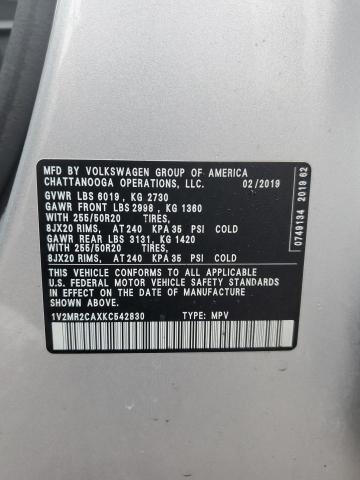 MFD BY VOLKSWAGEN GROUP OF AMERICA
CHATTANOOGA OPERATIONS, LLC. 02/2019
GVWR LBS 6019 , KG 2730
GAWR FRONT LBS 2998 , KG 1360
WITH 255/50R20 TIRES,
8JX20 RIMS, AT 240 KPA 35 PSI COLD
GAWR REAR LBS 3131, KG 1420
WITH 255/50R20 TIRES,
8JX20 RIMS, AT 240 KPA 35 PSI COLD
THIS VEHICLE CONFORMS TO ALL APPLICABLE
U.S. FEDERAL MOTOR VEHICLE SAFETY STANDARDS
IN EFFECT ON THE DATE OF MANUFACTURE
SHOWN ABOVE.
1V2MR2CAXKC542830 TYPE: MPV
0749134 2019 62